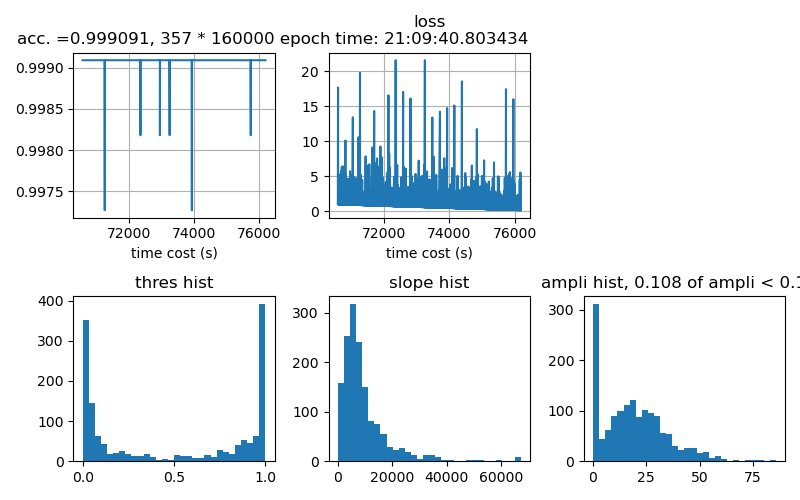 loss
acc. =0.999091, 357 * 160000 epoch time: 21:09:40.803434
0.9990
0.9985
0.9980
0.9975
72000 74000 76000
time cost (s)
20
15
10
5
0
72000 74000 76000
time cost (s)
thres hist
400
300
200
100
0
0.0 0.5 1.0
slope hist
300
200
100
0
0 20000 40000 60000
ampli hist, 0.108 of ampli < 0.1
300
200
100
0
0 25 50 75